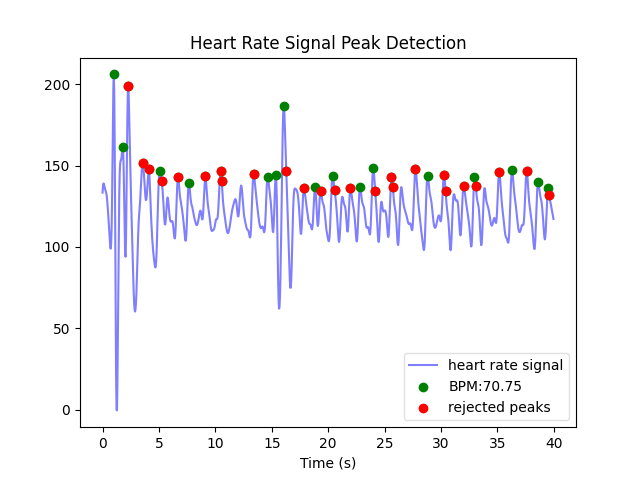 Heart Rate Signal Peak Detection
200
150
100
50
0
heart rate signal
BPM:70.75
rejected peaks
0 5 10 15 20 25 30 35 40
Time (s)